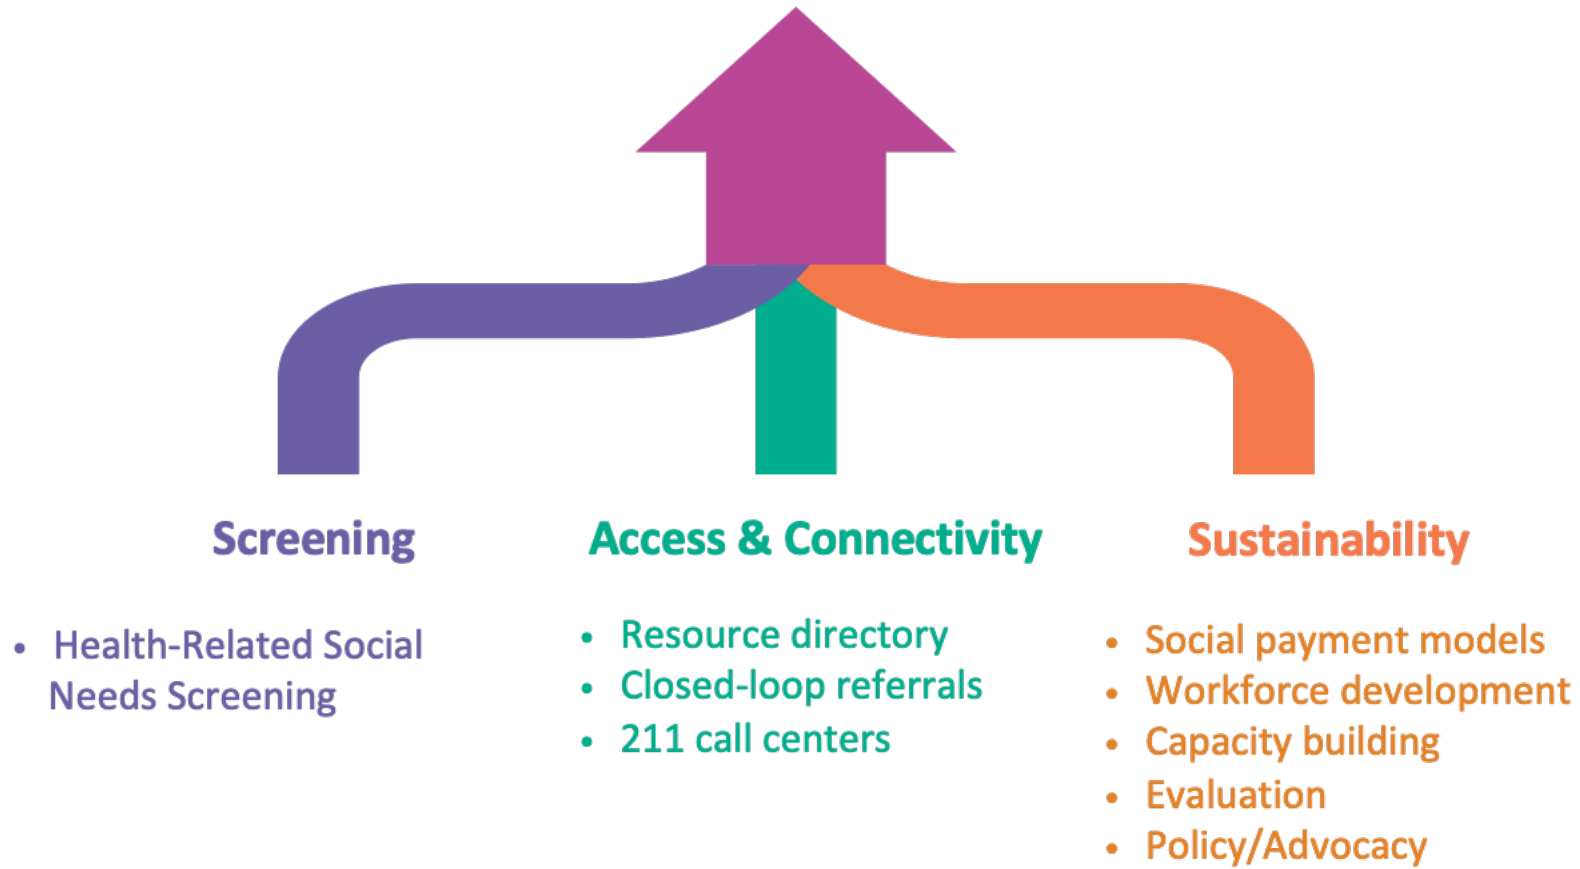 Screening
• Health-Related Social
Needs Screening
Access & Connectivity
• Resource directory
• Closed-loop referrals
• 211 call centers
Sustainability
• Social payment models
• Workforce development
• Capacity building
• Evaluation
• Policy/Advocacy